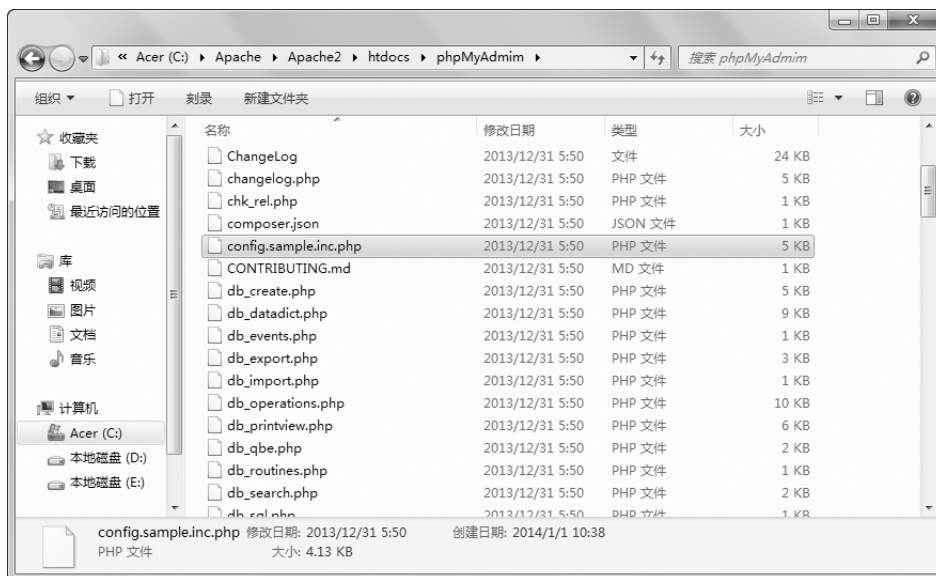 « Acer (C:) ▸ Apache ▸ Apache2 ▸ htdocs ▸ phpMyAdmim ▸ 搜索 phpMyAdmim
组织 ▼ 打开 刻录 新建文件夹
收藏夹
下载
桌面
最近访问的位置
库
视频
图片
文档
音乐
计算机
Acer (C:)
本地磁盘 (D:)
本地磁盘 (E:)
名称 修改日期 类型 大小
ChangeLog 2013/12/31 5:50 文件 24 KB
changelog.php 2013/12/31 5:50 PHP 文件 5 KB
chk_rel.php 2013/12/31 5:50 PHP 文件 1 KB
composer.json 2013/12/31 5:50 JSON 文件 1 KB
config.sample.inc.php 2013/12/31 5:50 PHP 文件 5 KB
CONTRIBUTING.md 2013/12/31 5:50 MD 文件 1 KB
db_create.php 2013/12/31 5:50 PHP 文件 5 KB
db_datadict.php 2013/12/31 5:50 PHP 文件 9 KB
db_events.php 2013/12/31 5:50 PHP 文件 1 KB
db_export.php 2013/12/31 5:50 PHP 文件 3 KB
db_import.php 2013/12/31 5:50 PHP 文件 1 KB
db_operations.php 2013/12/31 5:50 PHP 文件 10 KB
db_printview.php 2013/12/31 5:50 PHP 文件 6 KB
db_qbe.php 2013/12/31 5:50 PHP 文件 2 KB
db_routines.php 2013/12/31 5:50 PHP 文件 1 KB
db_search.php 2013/12/31 5:50 PHP 文件 2 KB
db_sql.php 2013/12/31 5:50 PHP 文件 1 KB
config.sample.inc.php 修改日期: 2013/12/31 5:50 创建日期: 2014/1/1 10:38
PHP 文件 大小: 4.13 KB